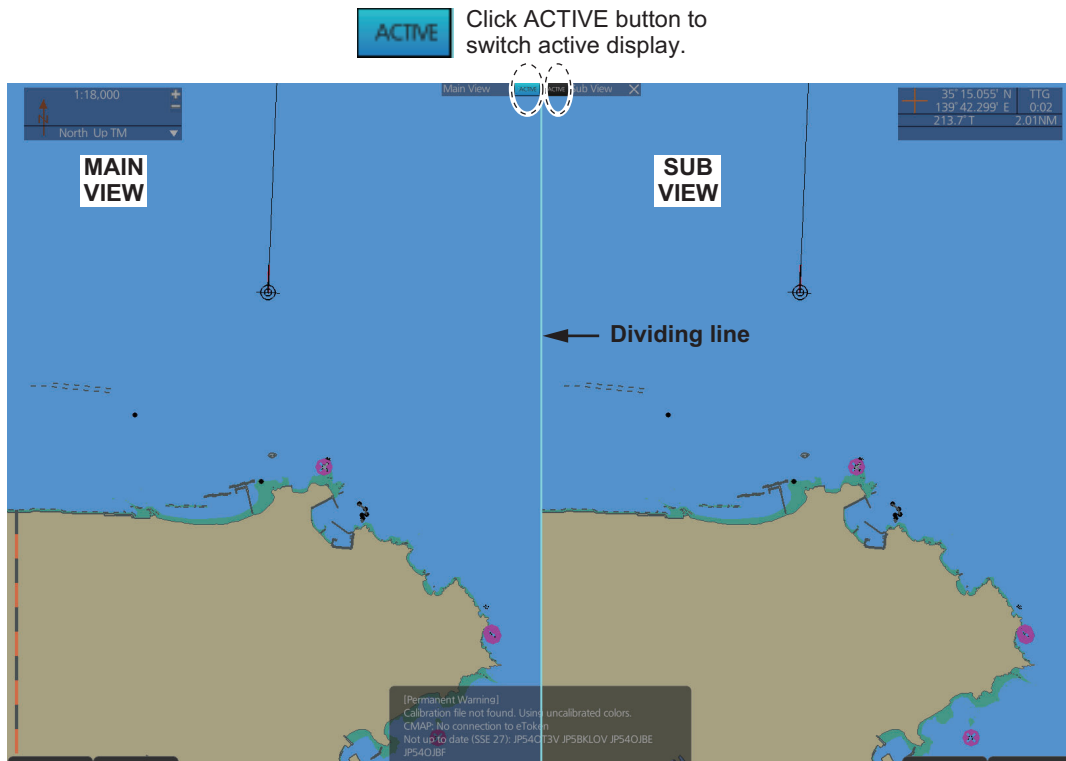 ACTIVE
Click ACTIVE button to
switch active display.
Main View ACTIVE ACTIVE Sub View
1:18,000
N
North Up TM
35° 15.055' N TTG
139° 42.299' E 0:02
213.7° T 2.01NM
MAIN
VIEW
SUB
VIEW
Dividing line
[Permanent Warning]
Calibration file not found. Using uncalibrated colors.
CMAP: No connection to eToken
Not up to date (SSE 27): JP54OT3V JP5BKLOV JP54OJBE
JP54OJBF